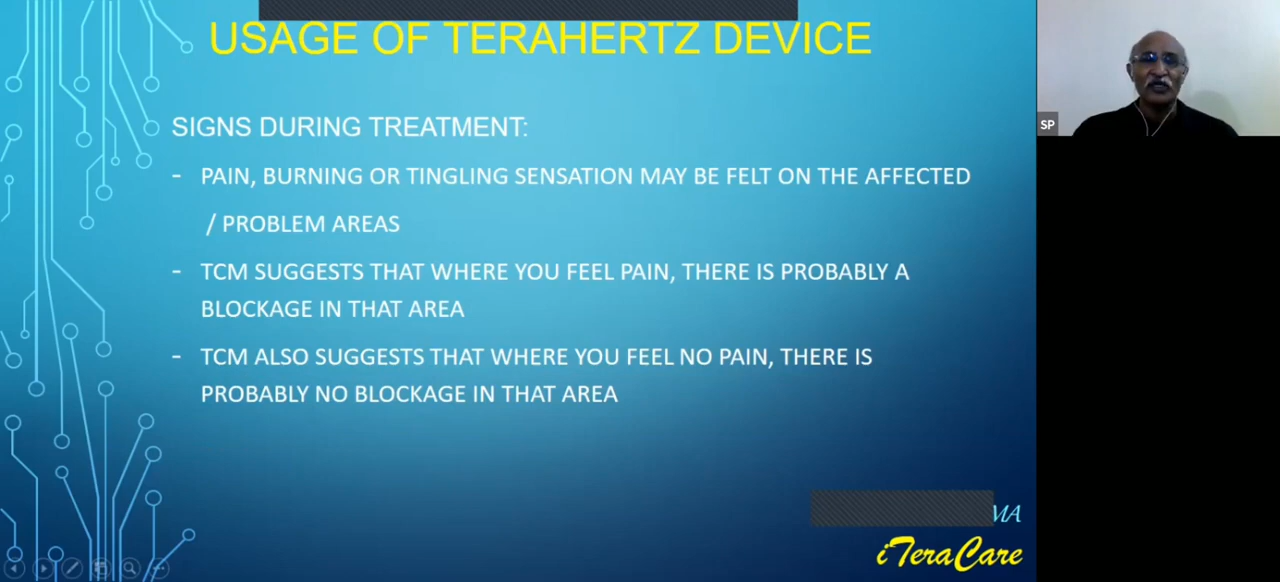 USAGE OF TERAHERTZ DEVICE
SIGNS DURING TREATMENT:
- PAIN, BURNING OR TINGLING SENSATION MAY BE FELT ON THE AFFECTED
/ PROBLEM AREAS
- TCM SUGGESTS THAT WHERE YOU FEEL PAIN, THERE IS PROBABLY A
BLOCKAGE IN THAT AREA
- TCM ALSO SUGGESTS THAT WHERE YOU FEEL NO PAIN, THERE IS
PROBABLY NO BLOCKAGE IN THAT AREA
MA
iTeraCare
SP